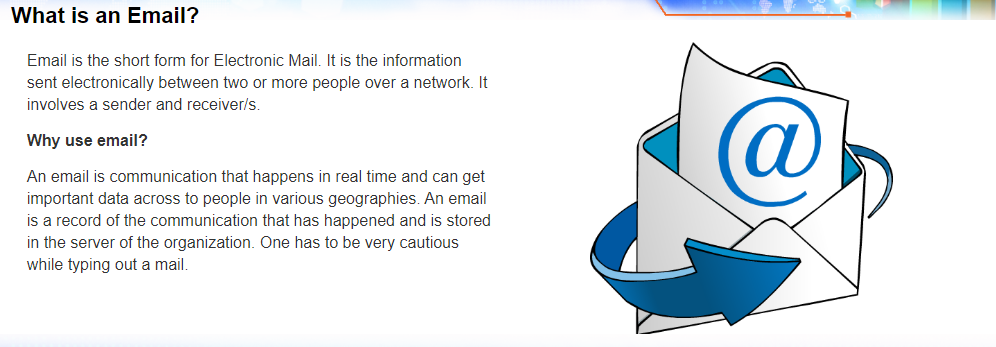 What is an Email?
Email is the short form for Electronic Mail. It is the information
sent electronically between two or more people over a network. It
involves a sender and receiver/s.
Why use email?
An email is communication that happens in real time and can get
important data across to people in various geographies. An email
is a record of the communication that has happened and is stored
in the server of the organization. One has to be very cautious
while typing out a mail.
@